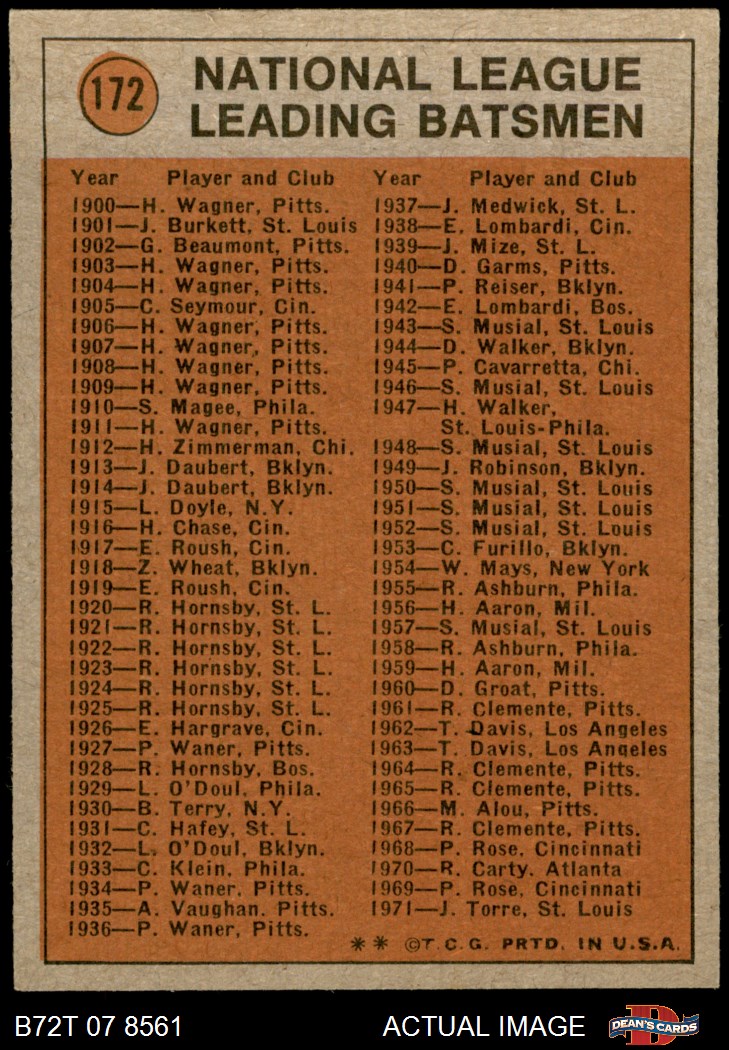 172
NATIONAL LEAGUE
LEADING BATSMEN
Year Player and Club
1900—H. Wagner, Pitts.
1901—J. Burkett, St. Louis
1902—G. Beaumont, Pitts.
1903—H. Wagner, Pitts.
1904—H. Wagner, Pitts.
1905—C. Seymour, Cin.
1906—H. Wagner, Pitts.
1907—H. Wagner, Pitts.
1908—H. Wagner, Pitts.
1909—H. Wagner, Pitts.
1910—S. Magee, Phila.
1911—H. Wagner, Pitts.
1912—H. Zimmerman, Chi.
1913—J. Daubert, Bklyn.
1914—J. Daubert, Bklyn.
1915—L. Doyle, N.Y.
1916—H. Chase, Cin.
1917—E. Roush, Cin.
1918—Z. Wheat, Bklyn.
1919—E. Roush, Cin.
1920—R. Hornsby, St. L.
1921—R. Hornsby, St. L.
1922—R. Hornsby, St. L.
1923—R. Hornsby, St. L.
1924—R. Hornsby, St. L.
1925—R. Hornsby, St. L.
1926—E. Hargrave, Cin.
1927—P. Waner, Pitts.
1928—R. Hornsby, Bos.
1929—L. O'Doul, Phila.
1930—B. Terry, N.Y.
1931—C. Hafey, St. L.
1932—L. O'Doul, Bklyn.
1933—C. Klein, Phila.
1934—P. Waner, Pitts.
1935—A. Vaughan, Pitts.
1936—P. Waner, Pitts.
Year Player and Club
1937—J. Medwick, St. L.
1938—E. Lombardi, Cin.
1939—J. Mize, St. L.
1940—D. Garms, Pitts.
1941—P. Reiser, Bklyn.
1942—E. Lombardi, Bos.
1943—S. Musial, St. Louis
1944—D. Walker, Bklyn.
1945—P. Cavarretta, Chi.
1946—S. Musial, St. Louis
1947—H. Walker,
St. Louis-Phila.
1948—S. Musial, St. Louis
1949—J. Robinson, Bklyn.
1950—S. Musial, St. Louis
1951—S. Musial, St. Louis
1952—S. Musial, St. Louis
1953—C. Furillo, Bklyn.
1954—W. Mays, New York
1955—R. Ashburn, Phila.
1956—H. Aaron, Mil.
1957—S. Musial, St. Louis
1958—R. Ashburn, Phila.
1959—H. Aaron, Mil.
1960—D. Groat, Pitts.
1961—R. Clemente, Pitts.
1962—T. Davis, Los Angeles
1963—T. Davis, Los Angeles
1964—R. Clemente, Pitts.
1965—R. Clemente, Pitts.
1966—M. Alou, Pitts.
1967—R. Clemente, Pitts.
1968—P. Rose, Cincinnati
1970—R. Carty, Atlanta
1969—P. Rose, Cincinnati
1971—J. Torre, St. Louis
** ©T.C.G. PRTD. IN U.S.A.
B72T 07 8561
ACTUAL IMAGE
DEAN'S CARDS